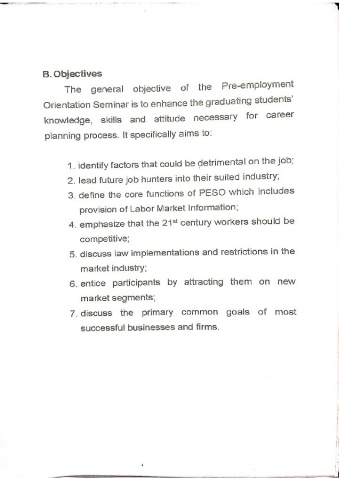 B. Objectives
The general objective of the Pre-employment
Orientation Seminar is to enhance the graduating students'
knowledge, skills and attitude necessary for career
planning process. It specifically aims to:
1. identify factors that could be detrimental on the job;
2. lead future job hunters into their suited industry;
3. define the core functions of PESO which includes
provision of Labor Market Information;
4. emphasize that the 21st century workers should be
competitive;
5. discuss law implementations and restrictions in the
market industry;
6. entice participants by attracting them on new
market segments;
7. discuss the primary common goals of most
successful businesses and firms.